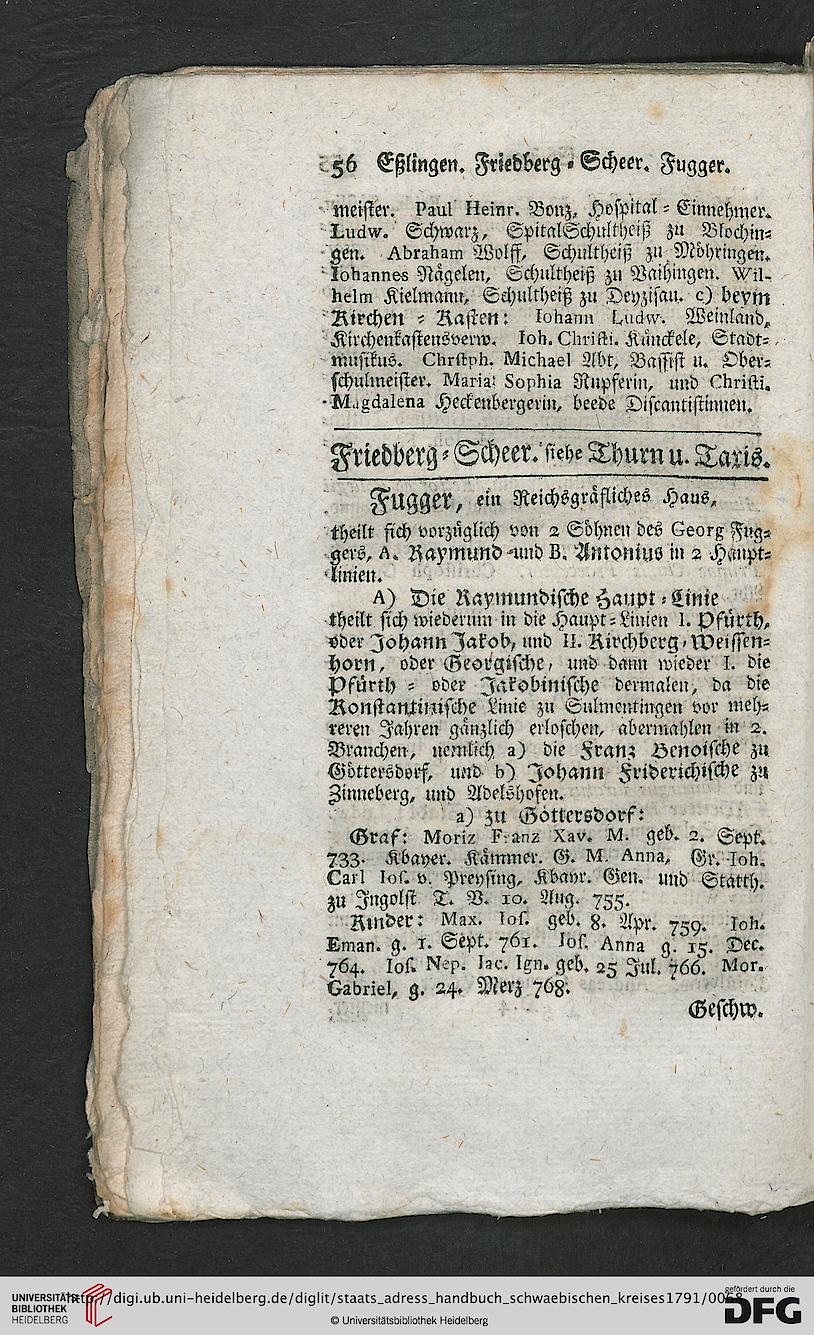 56 Eßlingen. Friedberg-Scheer. Fugger.
meister. Paul Heinr. Bonz, Hospital-Einnehmer.
Ludw. Schwarz, SpitalSchultheiß zu Blochin-
gen. Abraham Wolff, Schultheiß zu Möhringen.
Iohannes Nägelen, Schultheiß zu Vaihingen. Wil-
helm Kielmann, Schultheiß zu Deyzisau. c) beym
Kirchen-Kasten: Iohann Ludw. Weinland,
Kirchenkastensverw. Ioh. Christi. Künckele, Stadt-
musikus. Chrstph. Michael Abt, Bassist u. Ober-
schulmeister. Maria Sophia Rupferin, und Christi.
Magdalena Heckenbergerin, beede Discantistinnen.
Friedberg-Scheer. siehe Thurn u. Taxis.
Fugger, ein Reichsgräfliches Haus,
theilt sich vorzüglich von 2 Söhnen des Georg Fug-
gers, A. Raymund und B. Antonius in 2 Haupt-
linien.
A) Die Raymundische Haupt-Linie
theilt sich wiederum in die Haupt-Linien I. Pfürth,
oder Johann Jakob, und II. Kirchberg-Weissen-
horn, oder Georgische, und dann wieder I. die
Pfürth- oder Jakobinische dermalen, da die
Konstantinische Linie zu Sulmentingen vor meh-
reren Jahren gänzlich erloschen, abermahlen in 2.
Branchen, nemlich a) die Franz Benoische zu
Göttersdorf, und b) Johann Friderichische zu
Zinneberg, und Adelshofen.
a) zu Göttersdorf:
Graf: Moriz Franz Xav. M. geb. 2. Sept.
733. Kbayer. Kämmer. G. M. Anna, Gr. Ioh.
Carl Ios. v. Preysing, Kbayr. Gen. und Statth.
zu Ingolst T. V. 10. Aug. 755.
Kinder: Max. Ios. geb. 8. Apr. 759. Ioh.
Eman. g. 1. Sept. 761. Ios. Anna g. 15. Dec.
764. Ios. Nep. Iac. Ign. geb. 25 Jul. 766. Mor.
Gabriel, g. 24. Merz 768.
Geschw.
UNIVERSITÄTS-
BIBLIOTHEK
HEIDELBERG
http://digi.ub.uni-heidelberg.de/diglit/staats_adress_handbuch_schwaebischen_kreises1791/0068
© Universitätsbibliothek Heidelberg
gefördert durch die
DFG